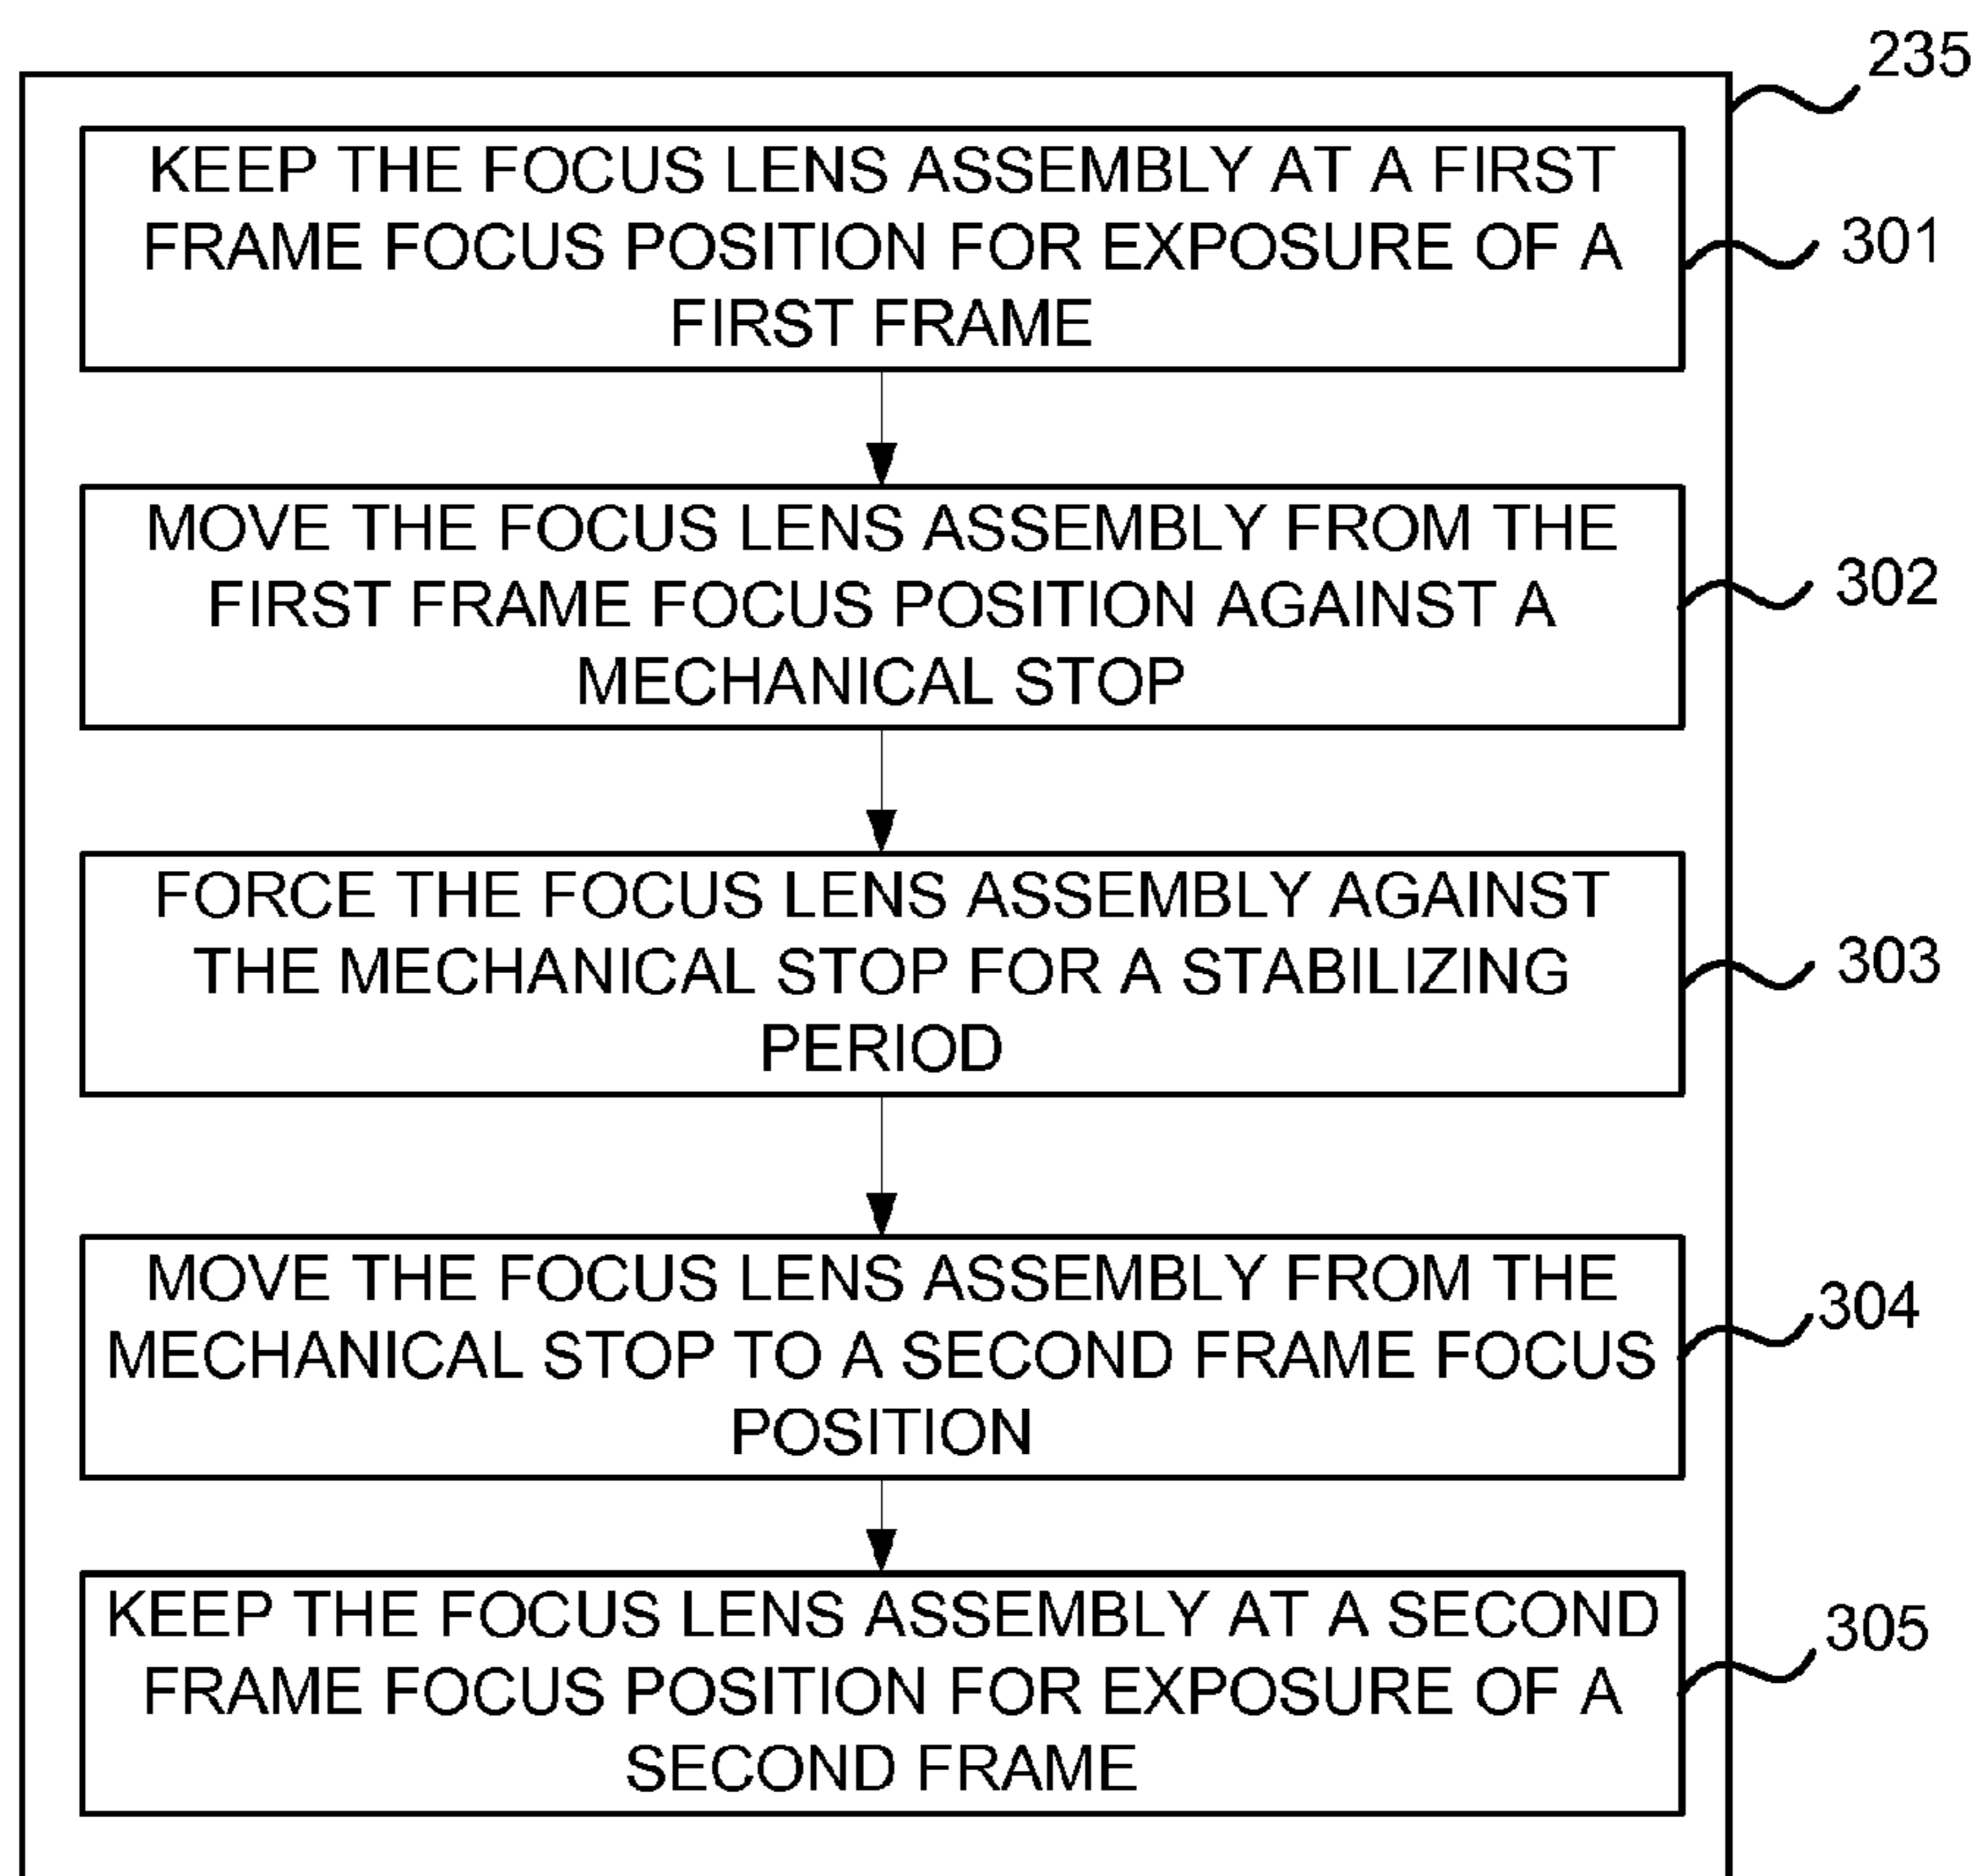 235
KEEP THE FOCUS LENS ASSEMBLY AT A FIRST
FRAME FOCUS POSITION FOR EXPOSURE OF A
FIRST FRAME
301
MOVE THE FOCUS LENS ASSEMBLY FROM THE
FIRST FRAME FOCUS POSITION AGAINST A
MECHANICAL STOP
302
FORCE THE FOCUS LENS ASSEMBLY AGAINST
THE MECHANICAL STOP FOR A STABILIZING
PERIOD
303
MOVE THE FOCUS LENS ASSEMBLY FROM THE
MECHANICAL STOP TO A SECOND FRAME FOCUS
POSITION
304
KEEP THE FOCUS LENS ASSEMBLY AT A SECOND
FRAME FOCUS POSITION FOR EXPOSURE OF A
SECOND FRAME
305